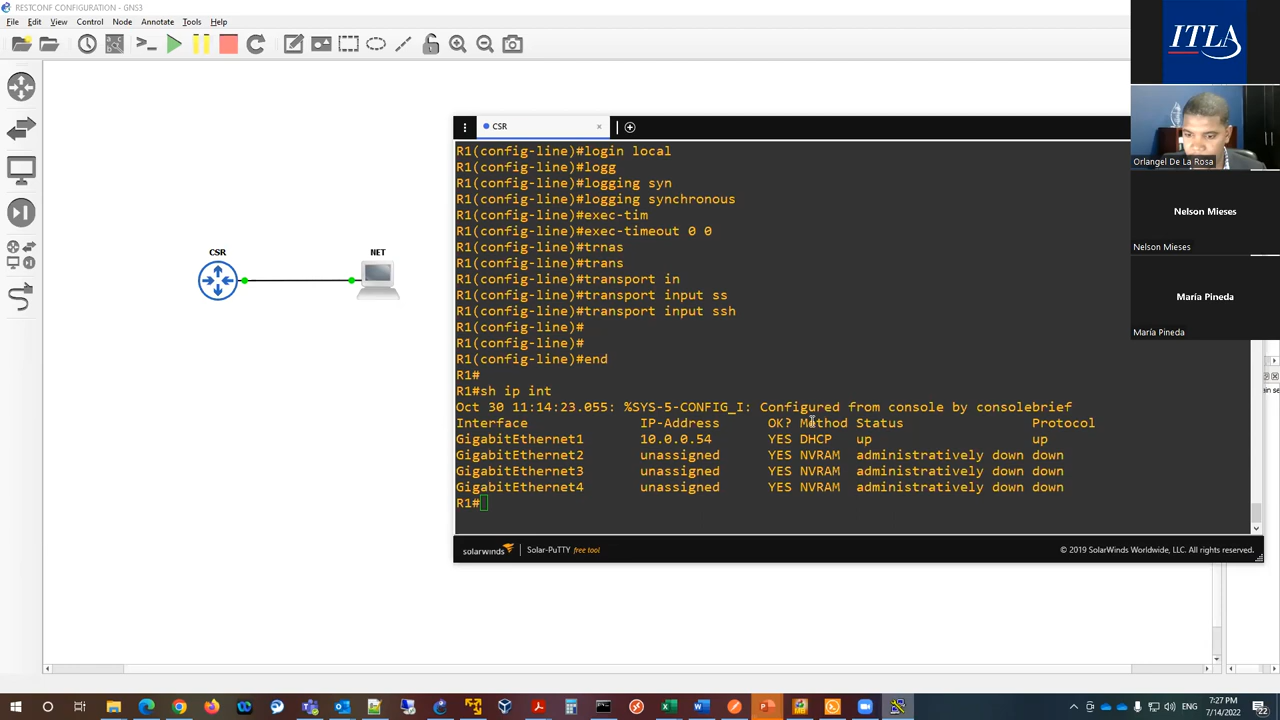 RESTCONF CONFIGURATION - GNS3
File Edit View Control Node Annotate Tools Help
ITLA
Orlangel De La Rosa
Nelson Mieses
Nelson Mieses
María Pineda
María Pineda
CSR
NET
CSR
R1(config-line)#login local
R1(config-line)#logg
R1(config-line)#logging syn
R1(config-line)#logging synchronous
R1(config-line)#exec-tim
R1(config-line)#exec-timeout 0 0
R1(config-line)#trnas
R1(config-line)#trans
R1(config-line)#transport in
R1(config-line)#transport input ss
R1(config-line)#transport input ssh
R1(config-line)#
R1(config-line)#
R1(config-line)#end
R1#
R1#sh ip int
Oct 30 11:14:23.055: %SYS-5-CONFIG_I: Configured from console by consolebrief
Interface IP-Address OK? Method Status Protocol
GigabitEthernet1 10.0.0.54 YES DHCP up up
GigabitEthernet2 unassigned YES NVRAM administratively down down
GigabitEthernet3 unassigned YES NVRAM administratively down down
GigabitEthernet4 unassigned YES NVRAM administratively down down
R1#
solarwinds Solar-PuTTY free tool © 2019 SolarWinds Worldwide, LLC. All rights reserved.
ENG
7:27 PM
7/14/2022
22